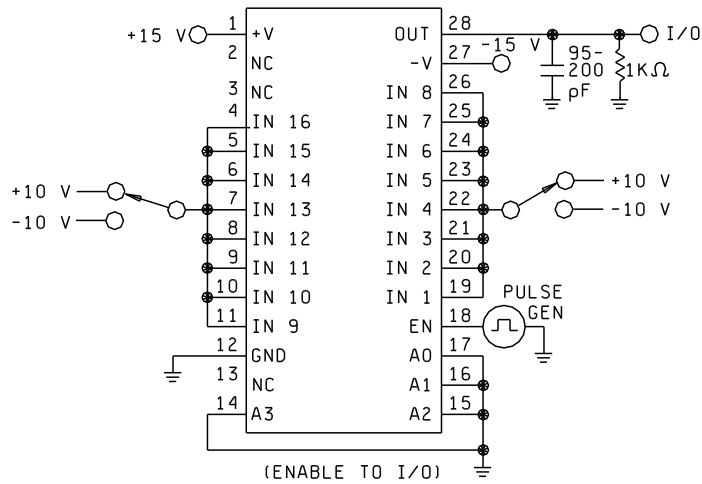 +15 V
1
+V
OUT
28
I/O
2
NC
-V
27
-15 V
95-
200
pF
1KΩ
3
NC
IN 8
26
4
IN 16
IN 7
25
5
IN 15
IN 6
24
6
IN 14
IN 5
23
+10 V
7
IN 13
IN 4
22
+10 V
-10 V
8
IN 12
IN 3
21
-10 V
9
IN 11
IN 2
20
10
IN 10
IN 1
19
PULSE
GEN
11
IN 9
EN
18
12
GND
A0
17
13
NC
A1
16
14
A3
A2
15
(ENABLE TO I/O)